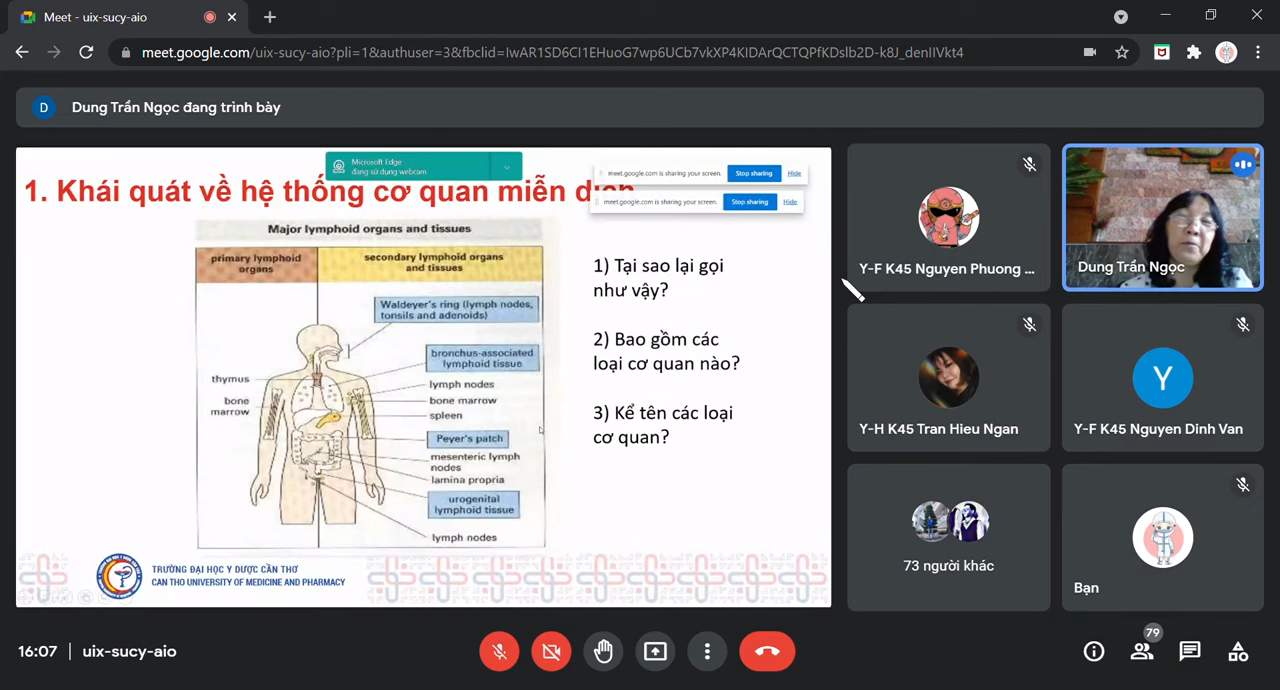 Meet - uix-sucy-aio
meet.google.com/uix-sucy-aio?pli=1&authuser=3&fbclid=IwAR1SD6CI1EHuoG7wp6UCb7vkXP4KIDArQCTQPfKDslb2D-k8J_denIIVkt4
D
Dung Trần Ngọc đang trình bày
Microsoft Edge
đang sử dụng webcam
meet.google.com is sharing your screen.
Stop sharing
Hide
meet.google.com is sharing your screen.
Stop sharing
Hide
1. Khái quát về hệ thống cơ quan miễn dịch
Major lymphoid organs and tissues
primary lymphoid
organs
secondary lymphoid organs
and tissues
Waldeyer's ring (lymph nodes,
tonsils and adenoids)
bronchus-associated
lymphoid tissue
thymus
lymph nodes
bone
marrow
bone marrow
spleen
Peyer's patch
mesenteric lymph
nodes
lamina propria
urogenital
lymphoid tissue
lymph nodes
1) Tại sao lại gọi
như vậy?
2) Bao gồm các
loại cơ quan nào?
3) Kể tên các loại
cơ quan?
TRƯỜNG ĐẠI HỌC Y DƯỢC CẦN THƠ
CAN THO UNIVERSITY OF MEDICINE AND PHARMACY
Y-F K45 Nguyen Phuong ...
Dung Trần Ngọc
Y-H K45 Tran Hieu Ngan
Y
Y-F K45 Nguyen Dinh Van
73 người khác
Bạn
16:07
uix-sucy-aio
79